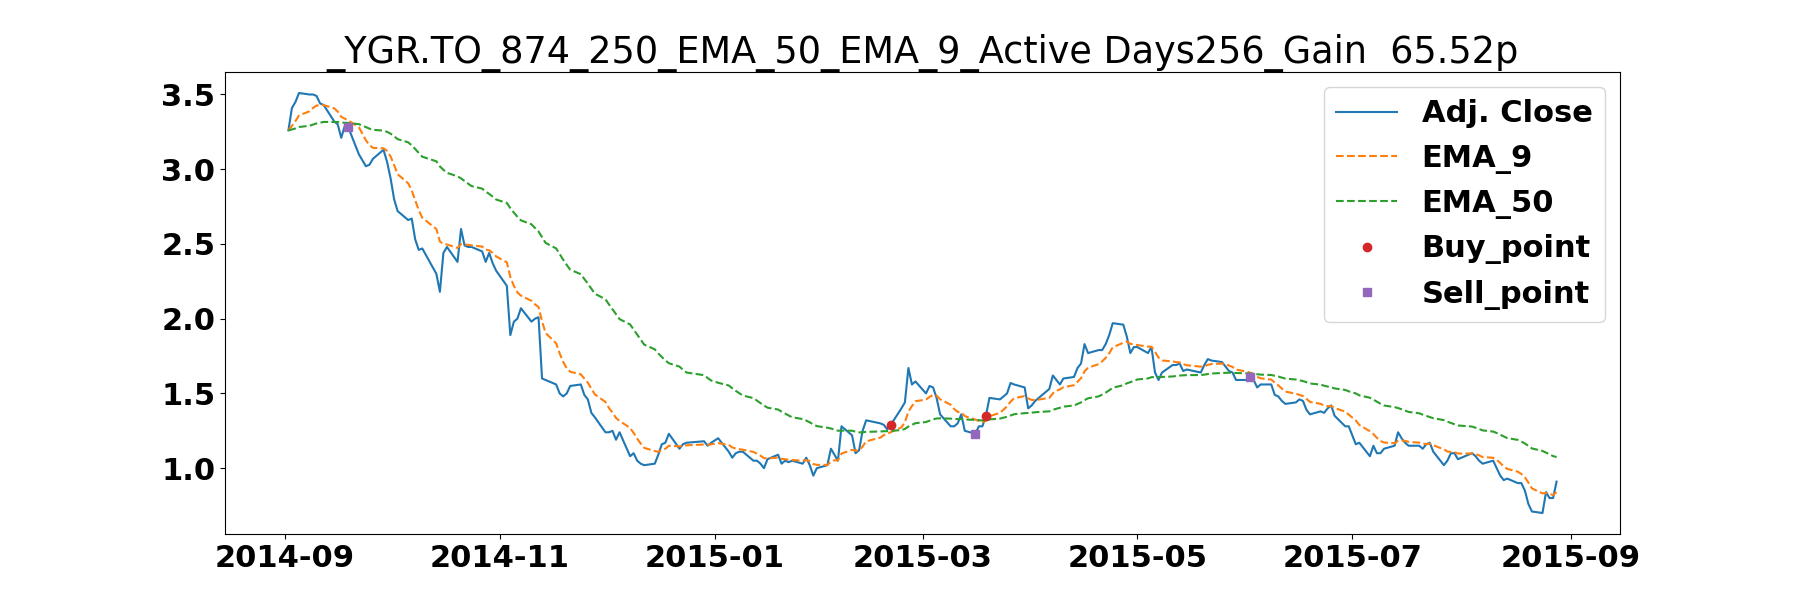 _YGR.TO_874_250_EMA_50_EMA_9_Active Days256_Gain  65.52p
3.5
3.0
2.5
2.0
1.5
1.0
Adj. Close
EMA_9
EMA_50
Buy_point
Sell_point
2014-09 2014-11 2015-01 2015-03 2015-05 2015-07 2015-09